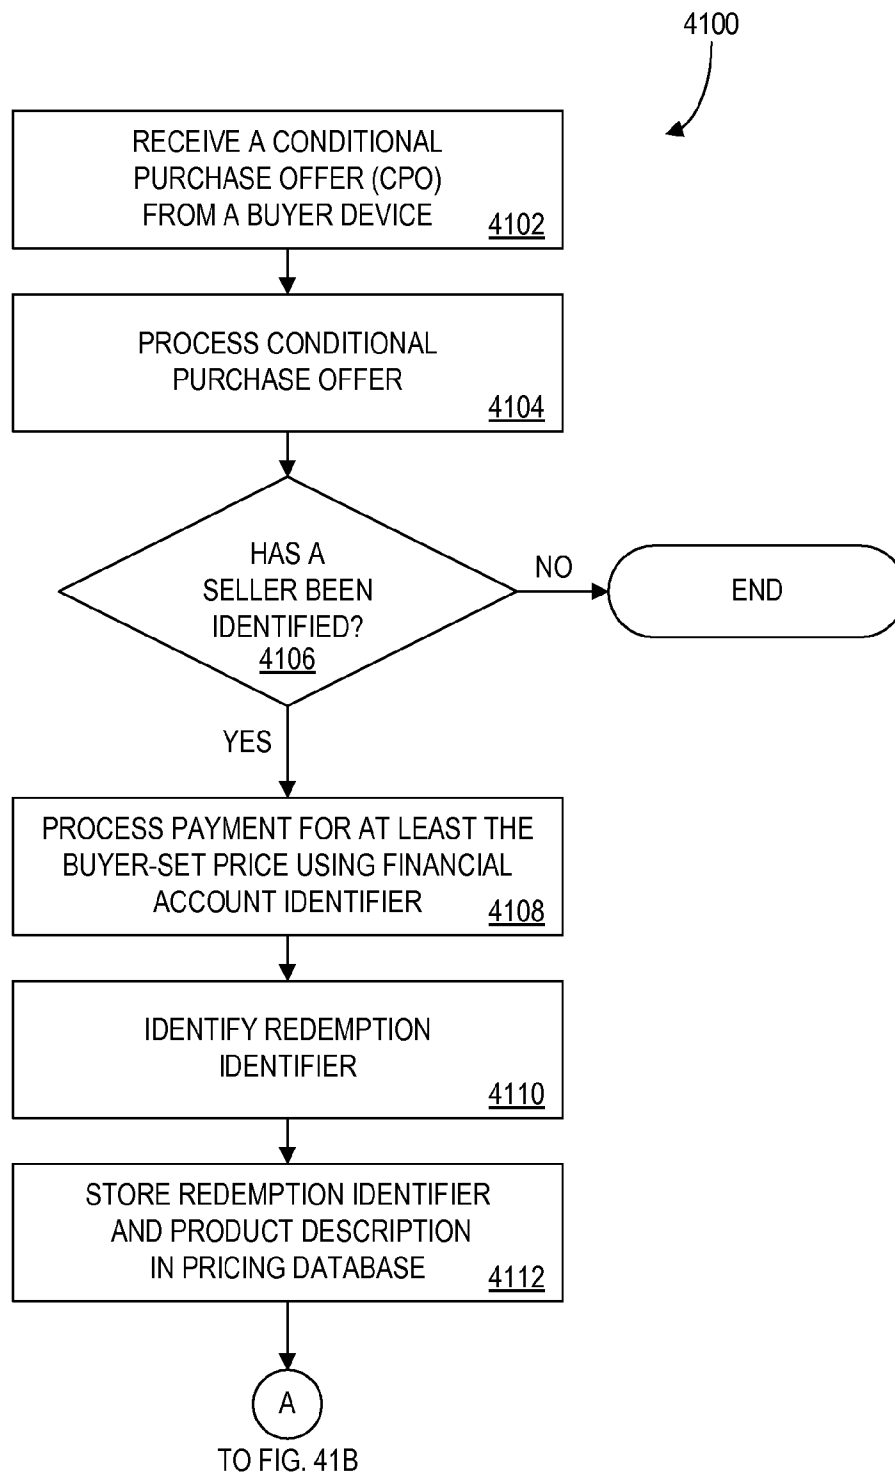 4100
RECEIVE A CONDITIONAL
PURCHASE OFFER (CPO)
FROM A BUYER DEVICE
4102
PROCESS CONDITIONAL
PURCHASE OFFER
4104
HAS A
SELLER BEEN
IDENTIFIED?
4106
NO
END
YES
PROCESS PAYMENT FOR AT LEAST THE
BUYER-SET PRICE USING FINANCIAL
ACCOUNT IDENTIFIER
4108
IDENTIFY REDEMPTION
IDENTIFIER
4110
STORE REDEMPTION IDENTIFIER
AND PRODUCT DESCRIPTION
IN PRICING DATABASE
4112
A
TO FIG. 41B